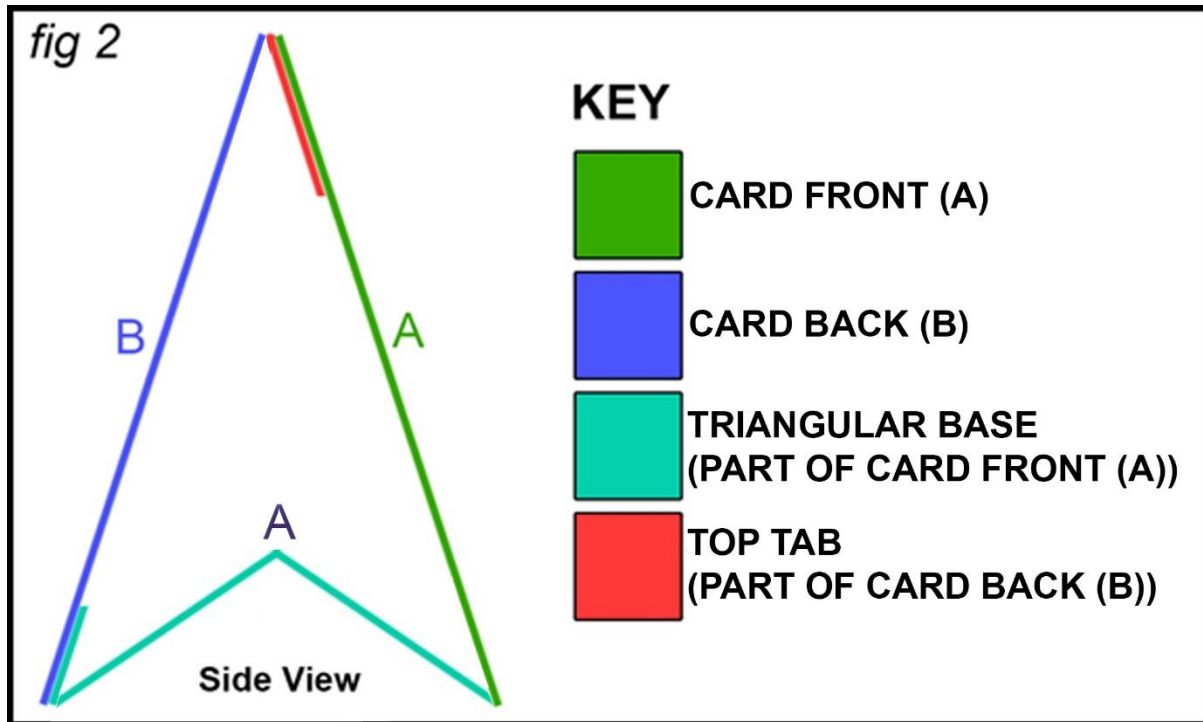 fig 2
KEY
CARD FRONT (A)
CARD BACK (B)
TRIANGULAR BASE
(PART OF CARD FRONT (A))
TOP TAB
(PART OF CARD BACK (B))
B
A
A
Side View